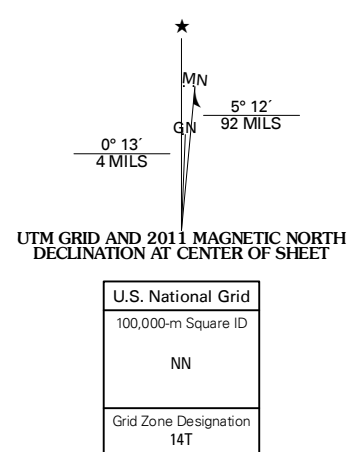 ★
MN
GN
5° 12´
92 MILS
0° 13´
4 MILS
UTM GRID AND 2011 MAGNETIC NORTH
DECLINATION AT CENTER OF SHEET
U.S. National Grid
100,000-m Square ID
NN
Grid Zone Designation
14T